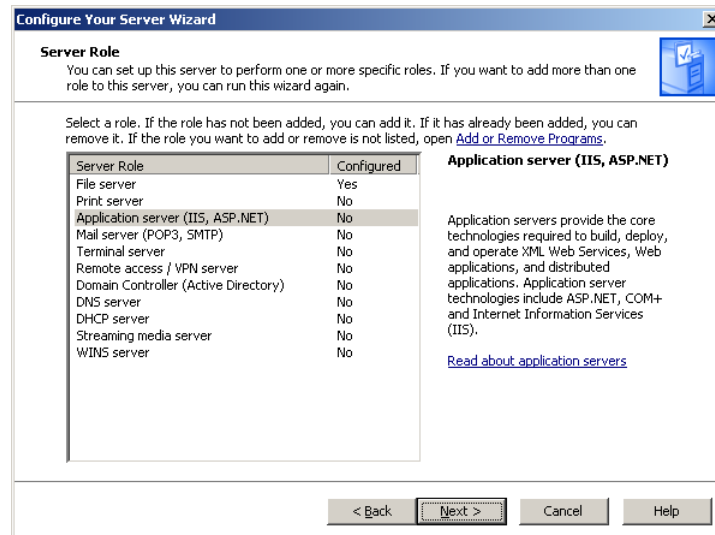 Configure Your Server Wizard
Server Role
You can set up this server to perform one or more specific roles. If you want to add more than one
role to this server, you can run this wizard again.
Select a role. If the role has not been added, you can add it. If it has already been added, you can
remove it. If the role you want to add or remove is not listed, open Add or Remove Programs.
Server Role Configured
File server Yes
Print server No
Application server (IIS, ASP.NET) No
Mail server (POP3, SMTP) No
Terminal server No
Remote access / VPN server No
Domain Controller (Active Directory) No
DNS server No
DHCP server No
Streaming media server No
WINS server No
Application server (IIS, ASP.NET)
Application servers provide the core
technologies required to build, deploy,
and operate XML Web Services, Web
applications, and distributed
applications. Application server
technologies include ASP.NET, COM+
and Internet Information Services
(IIS).
Read about application servers
< Back Next > Cancel Help